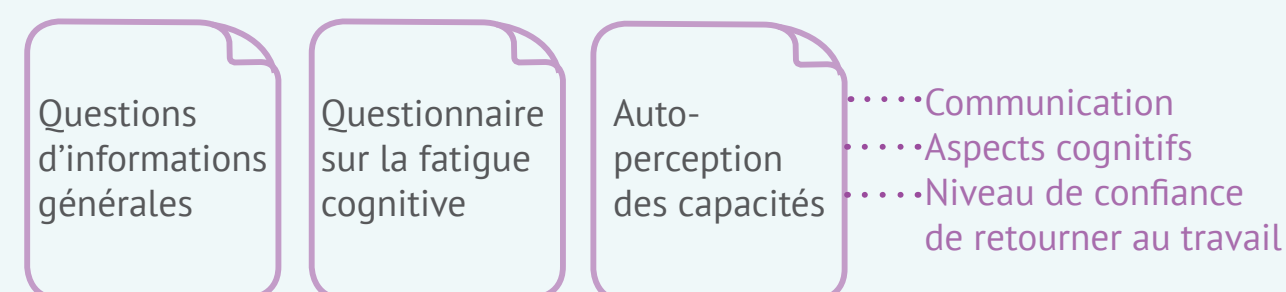 Questions
d’informations
générales
Questionnaire
sur la fatigue
cognitive
Auto-
perception
des capacités
Communication
Aspects cognitifs
Niveau de confiance
de retourner au travail